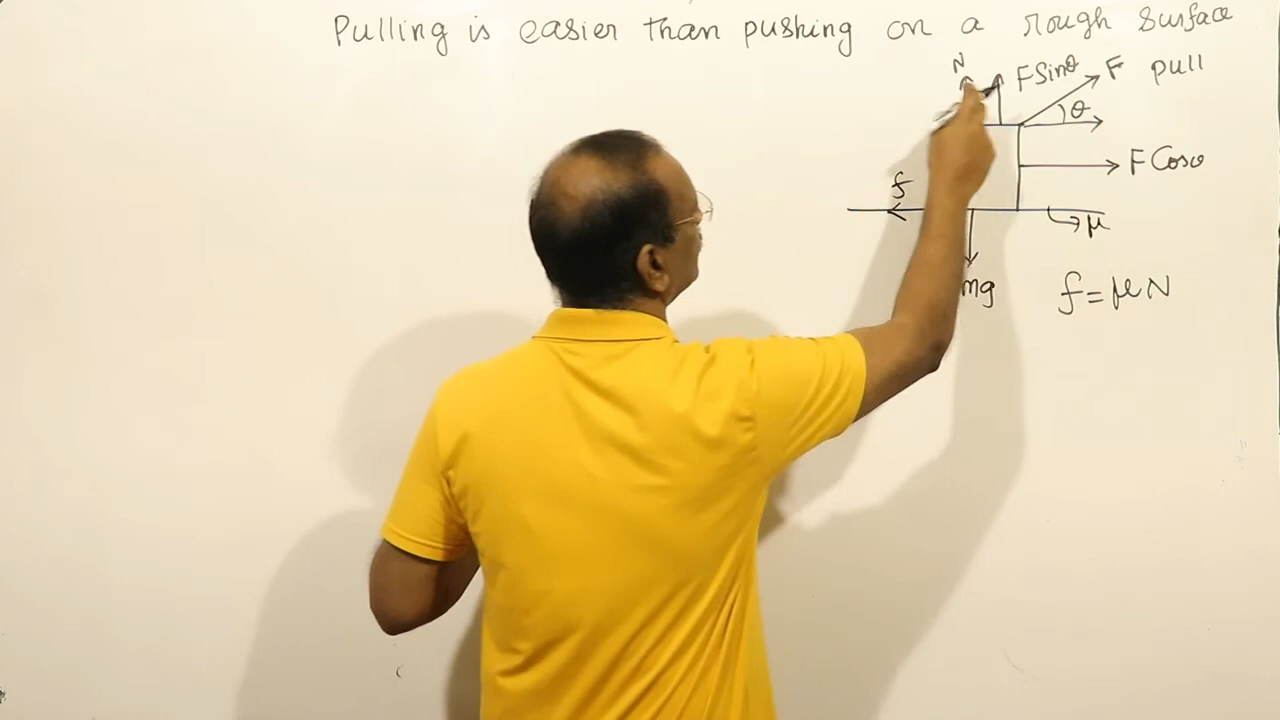 Pulling is easier than pushing on a rough surface
N FSinθ F pull
θ
F Cosθ
f
μ
mg f = μN